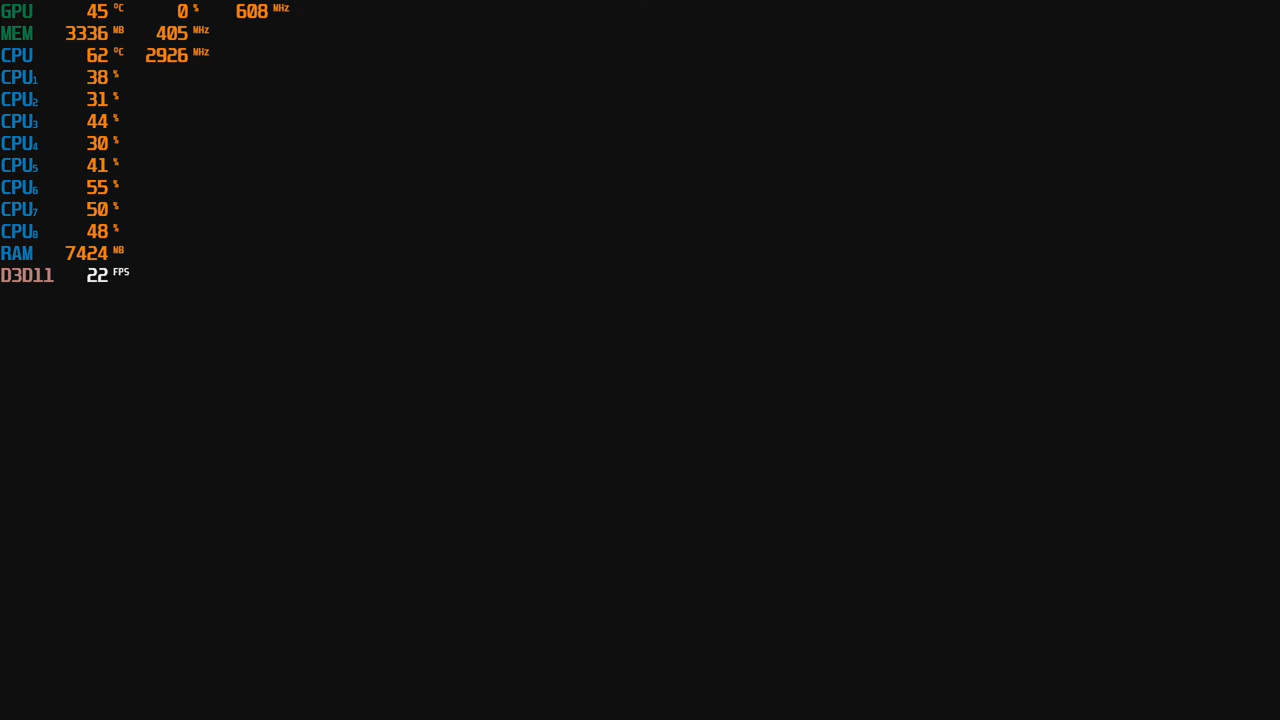 GPU 45 °C 0 % 608 MHz
MEM 3336 MB 405 MHz
CPU 62 °C 2926 MHz
CPU1 38 %
CPU2 31 %
CPU3 44 %
CPU4 30 %
CPU5 41 %
CPU6 55 %
CPU7 50 %
CPU8 48 %
RAM 7424 MB
D3D11 22 FPS